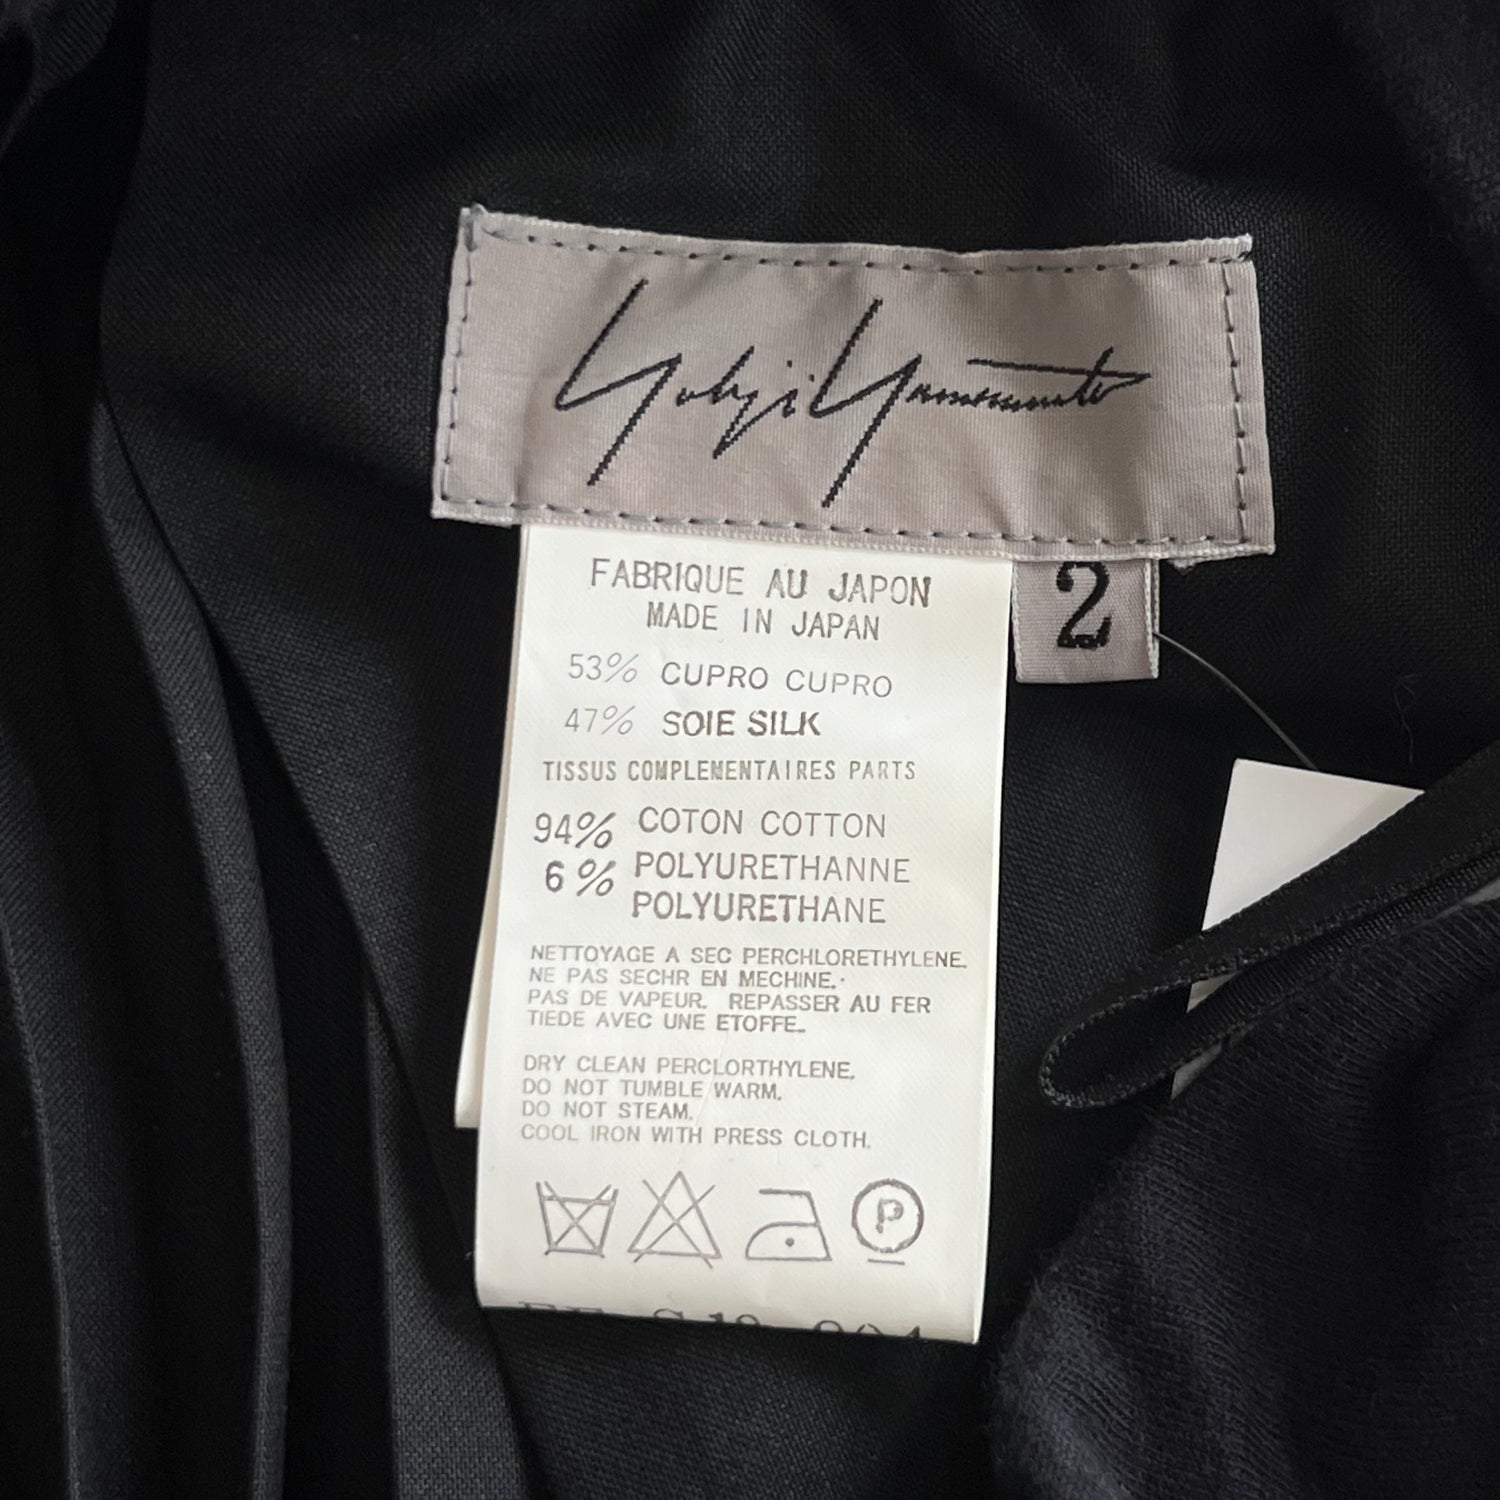 Yohji Yamamoto
2
FABRIQUE AU JAPON
MADE IN JAPAN
53% CUPRO CUPRO
47% SOIE SILK
TISSUS COMPLEMENTAIRES PARTS
94% COTON COTTON
6% POLYURETHANNE
POLYURETHANE
NETTOYAGE A SEC PERCHLORETHYLENE.
NE PAS SECHR EN MECHINE.
PAS DE VAPEUR. REPASSER AU FER
TIEDE AVEC UNE ETOFFE.
DRY CLEAN PERCLORTHYLENE.
DO NOT TUMBLE WARM.
DO NOT STEAM.
COOL IRON WITH PRESS CLOTH.
P